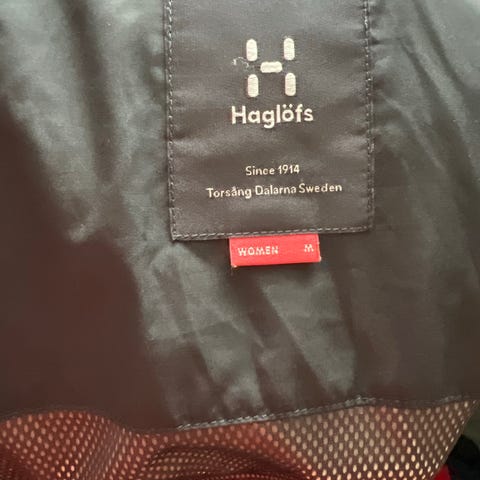 Haglöfs
Since 1914
Torsång Dalarna Sweden
WOMEN M